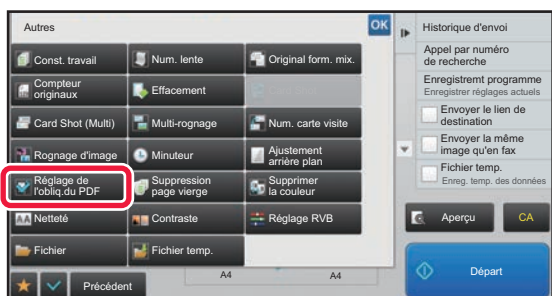 Autres
OK
Const. travail
Num. lente
Original form. mix.
Compteur
originaux
Effacement
Card Shot (Multi)
Multi-rognage
Num. carte visite
Rognage d'image
Minuteur
Ajustement
arrière plan
Réglage de
l'obliq.du PDF
Suppression
page vierge
Supprimer
la couleur
Netteté
Contraste
Réglage RVB
Fichier
Fichier temp.
Précédent
A4
A4
Historique d'envoi
Appel par numéro
de recherche
Enregistremt programme
Enregistrer réglages actuels
Envoyer le lien de
destination
Envoyer la même
image qu'en fax
Fichier temp.
Enreg. temp. des données
Aperçu
CA
Départ